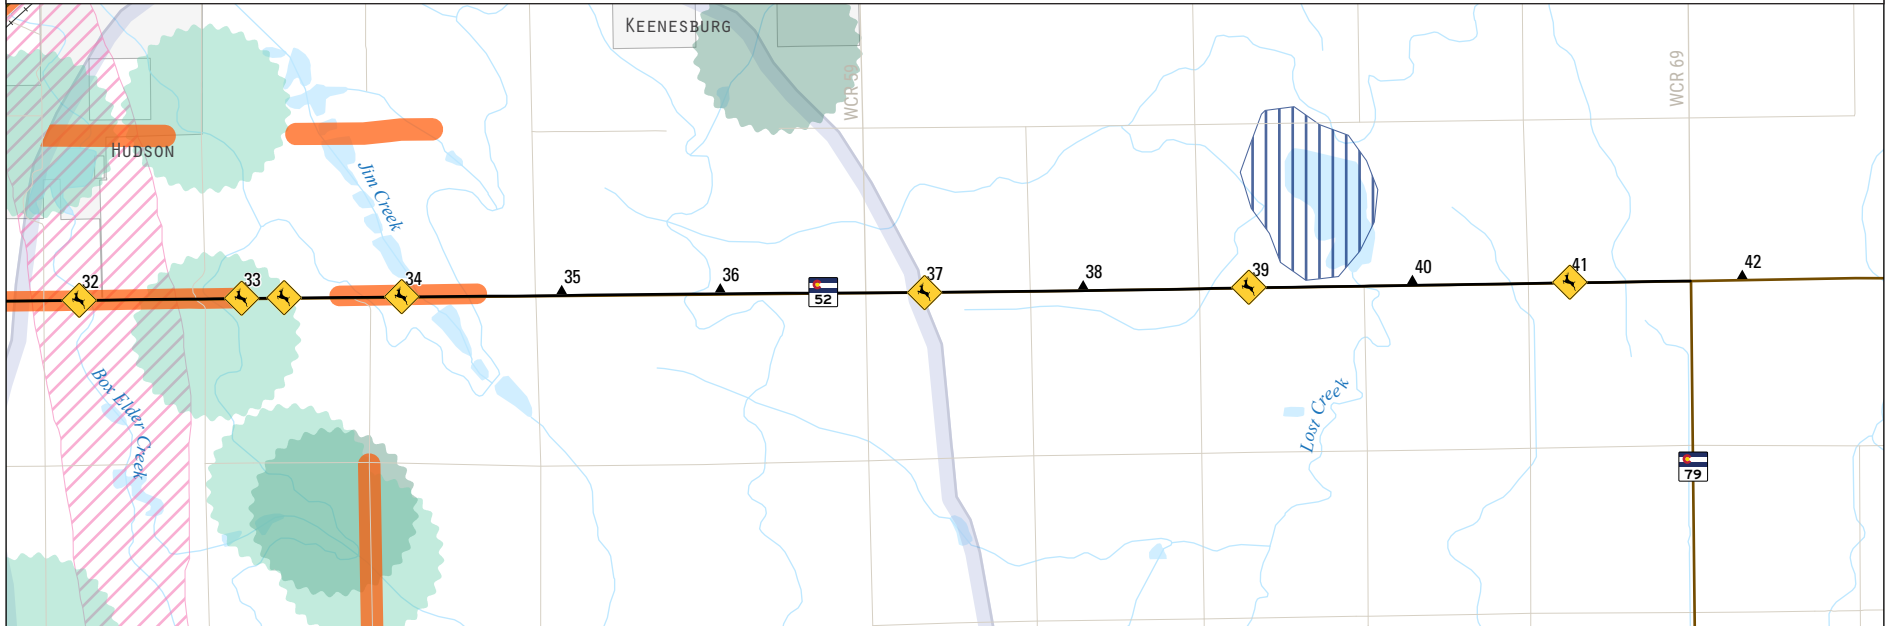 KEENESBURG
WCR 59
WCR 69
HUDSON
Jim Creek
32
33
34
35
36
52
37
38
39
40
41
42
Box Elder Creek
Lost Creek
79